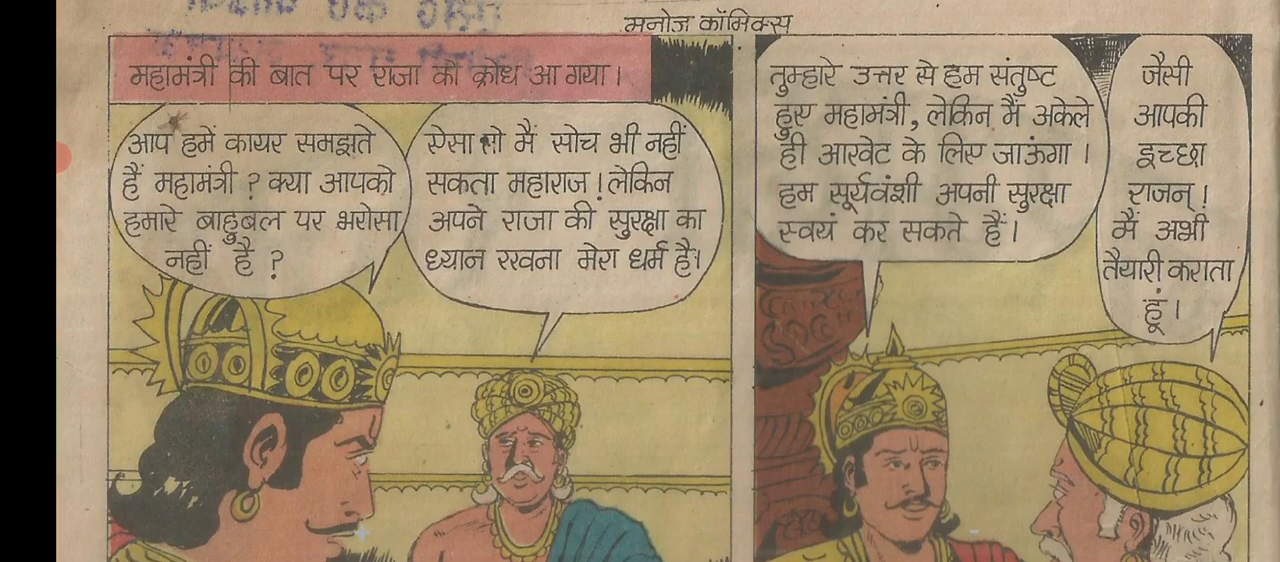 मनोज कॉमिक्स
महामंत्री की बात पर राजा को क्रोध आ गया।
आप हमें कायर समझते
हैं महामंत्री ? क्या आपको
हमारे बाहुबल पर भरोसा
नहीं है ?
ऐसा तो मैं सोच भी नहीं
सकता महाराज ! लेकिन
अपने राजा की सुरक्षा का
ध्यान रखना मेरा धर्म है।
तुम्हारे उत्तर से हम संतुष्ट
हुए महामंत्री, लेकिन मैं अकेले
ही आखेट के लिए जाऊंगा ।
हम सूर्यवंशी अपनी सुरक्षा
स्वयं कर सकते हैं।
जैसी
आपकी
इच्छा
राजन् !
मैं अभी
तैयारी कराता
हूं ।